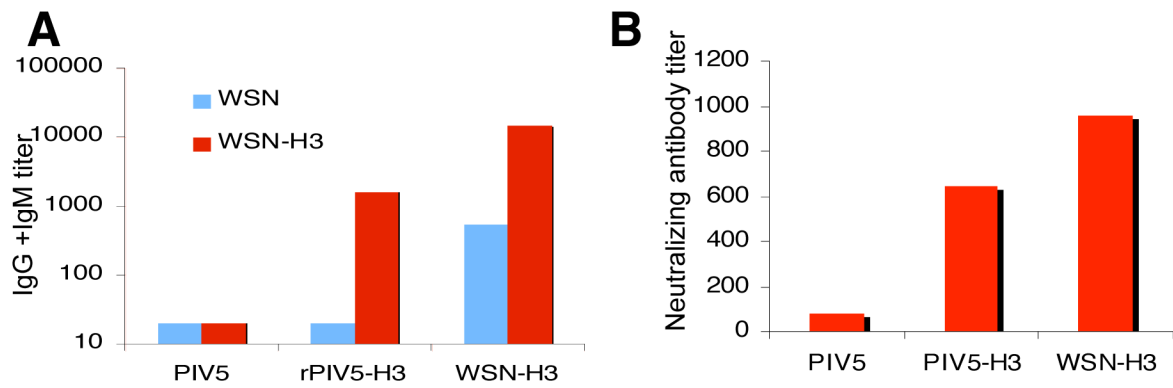 A
IgG +IgM titer
100000
10000
1000
100
10
WSN
WSN-H3
PIV5 rPIV5-H3 WSN-H3
B
Neutralizing antibody titer
1200
1000
800
600
400
200
0
PIV5 PIV5-H3 WSN-H3